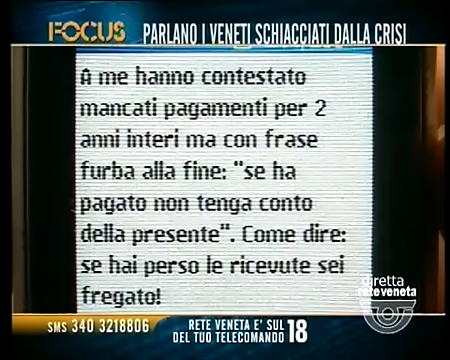 FOCUS PARLANO I VENETI SCHIACCIATI DALLA CRISI
A me hanno contestato
mancati pagamenti per 2
anni interi ma con frase
furba alla fine: "se ha
pagato non tenga conto
della presente". Come dire:
se hai perso le ricevute sei
fregato!
diretta
reteveneta
SMS 340 3218806
RETE VENETA E' SUL
DEL TUO TELECOMANDO 18